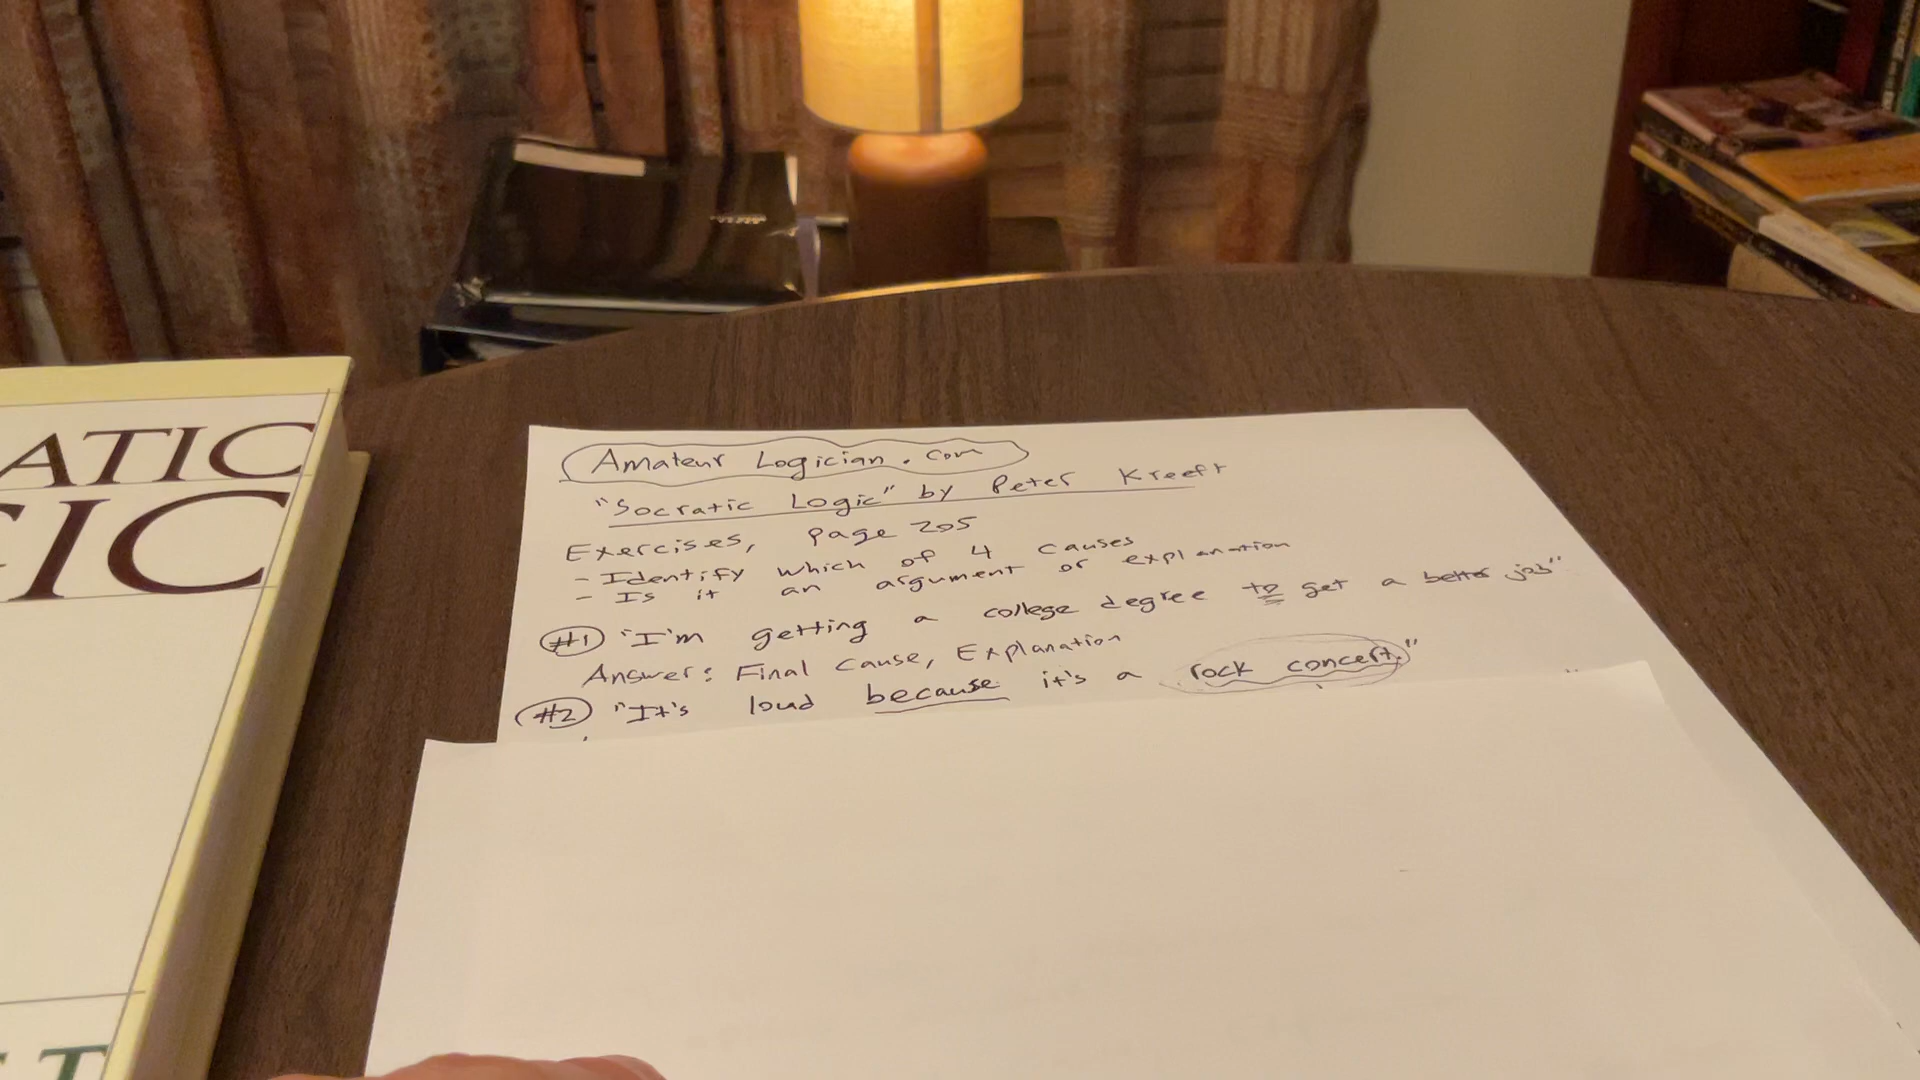 ATIC
GIC
Amateur Logician.com
"Socratic Logic" by Peter Kreeft
Exercises, page 205
- Identify which of 4 causes
- Is it an argument or explanation
#1 "I'm getting a college degree to get a better job"
Answer: Final Cause, Explanation
#2 "It's loud because it's a rock concert."